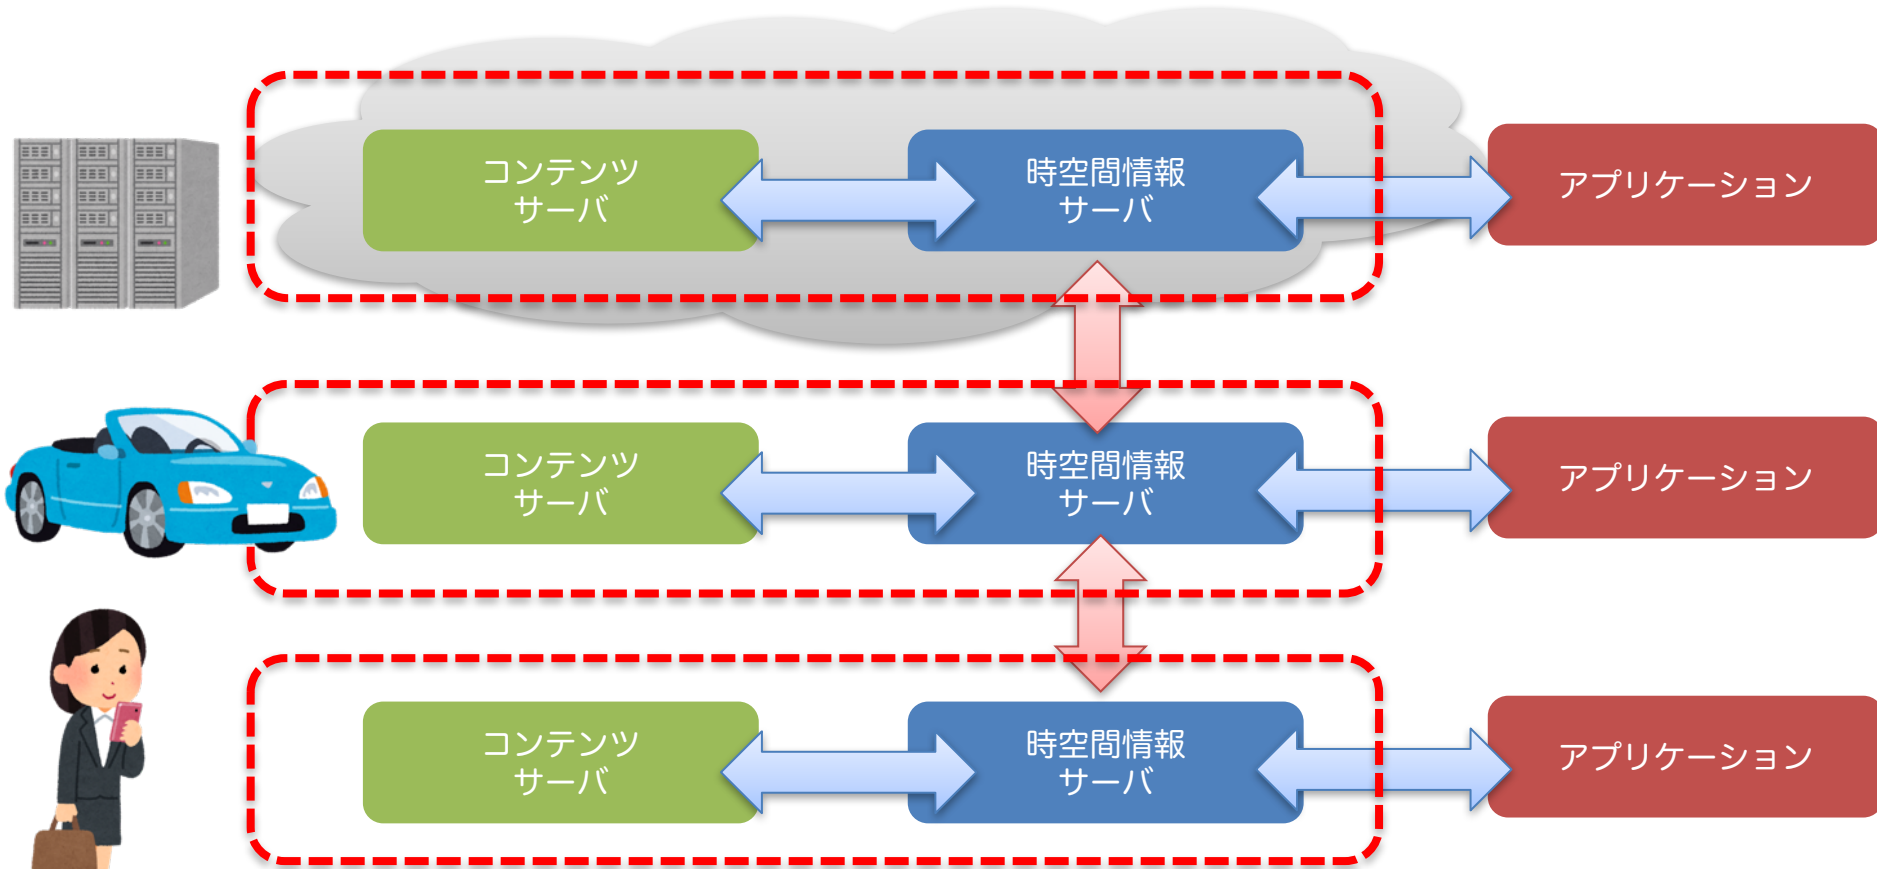 コンテンツ
サーバ
時空間情報
サーバ
アプリケーション
コンテンツ
サーバ
時空間情報
サーバ
アプリケーション
コンテンツ
サーバ
時空間情報
サーバ
アプリケーション